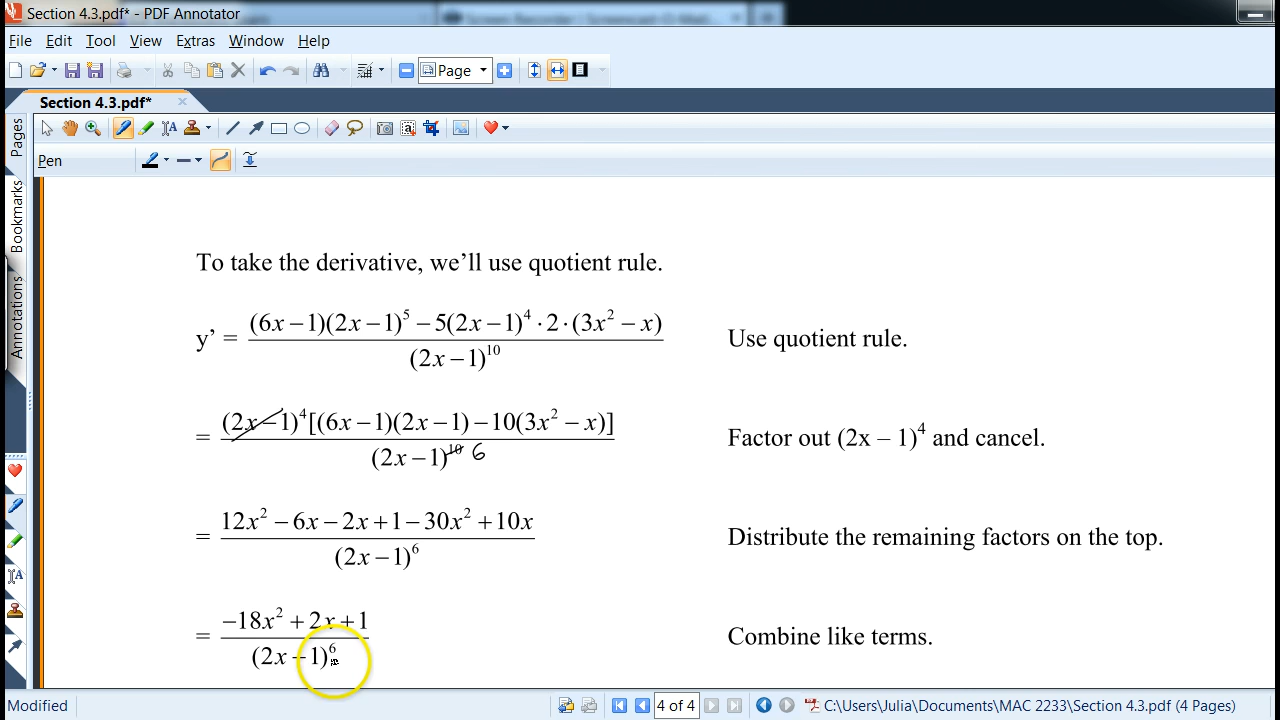 Section 4.3.pdf* - PDF Annotator
File Edit Tool View Extras Window Help
Page
Section 4.3.pdf*
Pen
Pages
Bookmarks
Annotations
To take the derivative, we'll use quotient rule.
y' = \frac{(6x-1)(2x-1)^5-5(2x-1)^4·2·(3x^2-x)}{(2x-1)^{10}} Use quotient rule.
= \frac{(2x-1)^4[(6x-1)(2x-1)-10(3x^2-x)]}{(2x-1)^{10}} 6 Factor out (2x – 1)^4 and cancel.
= \frac{12x^2-6x-2x+1-30x^2+10x}{(2x-1)^6} Distribute the remaining factors on the top.
= \frac{-18x^2+2x+1}{(2x-1)^6} Combine like terms.
Modified 4 of 4 C:\Users\Julia\Documents\MAC 2233\Section 4.3.pdf (4 Pages)